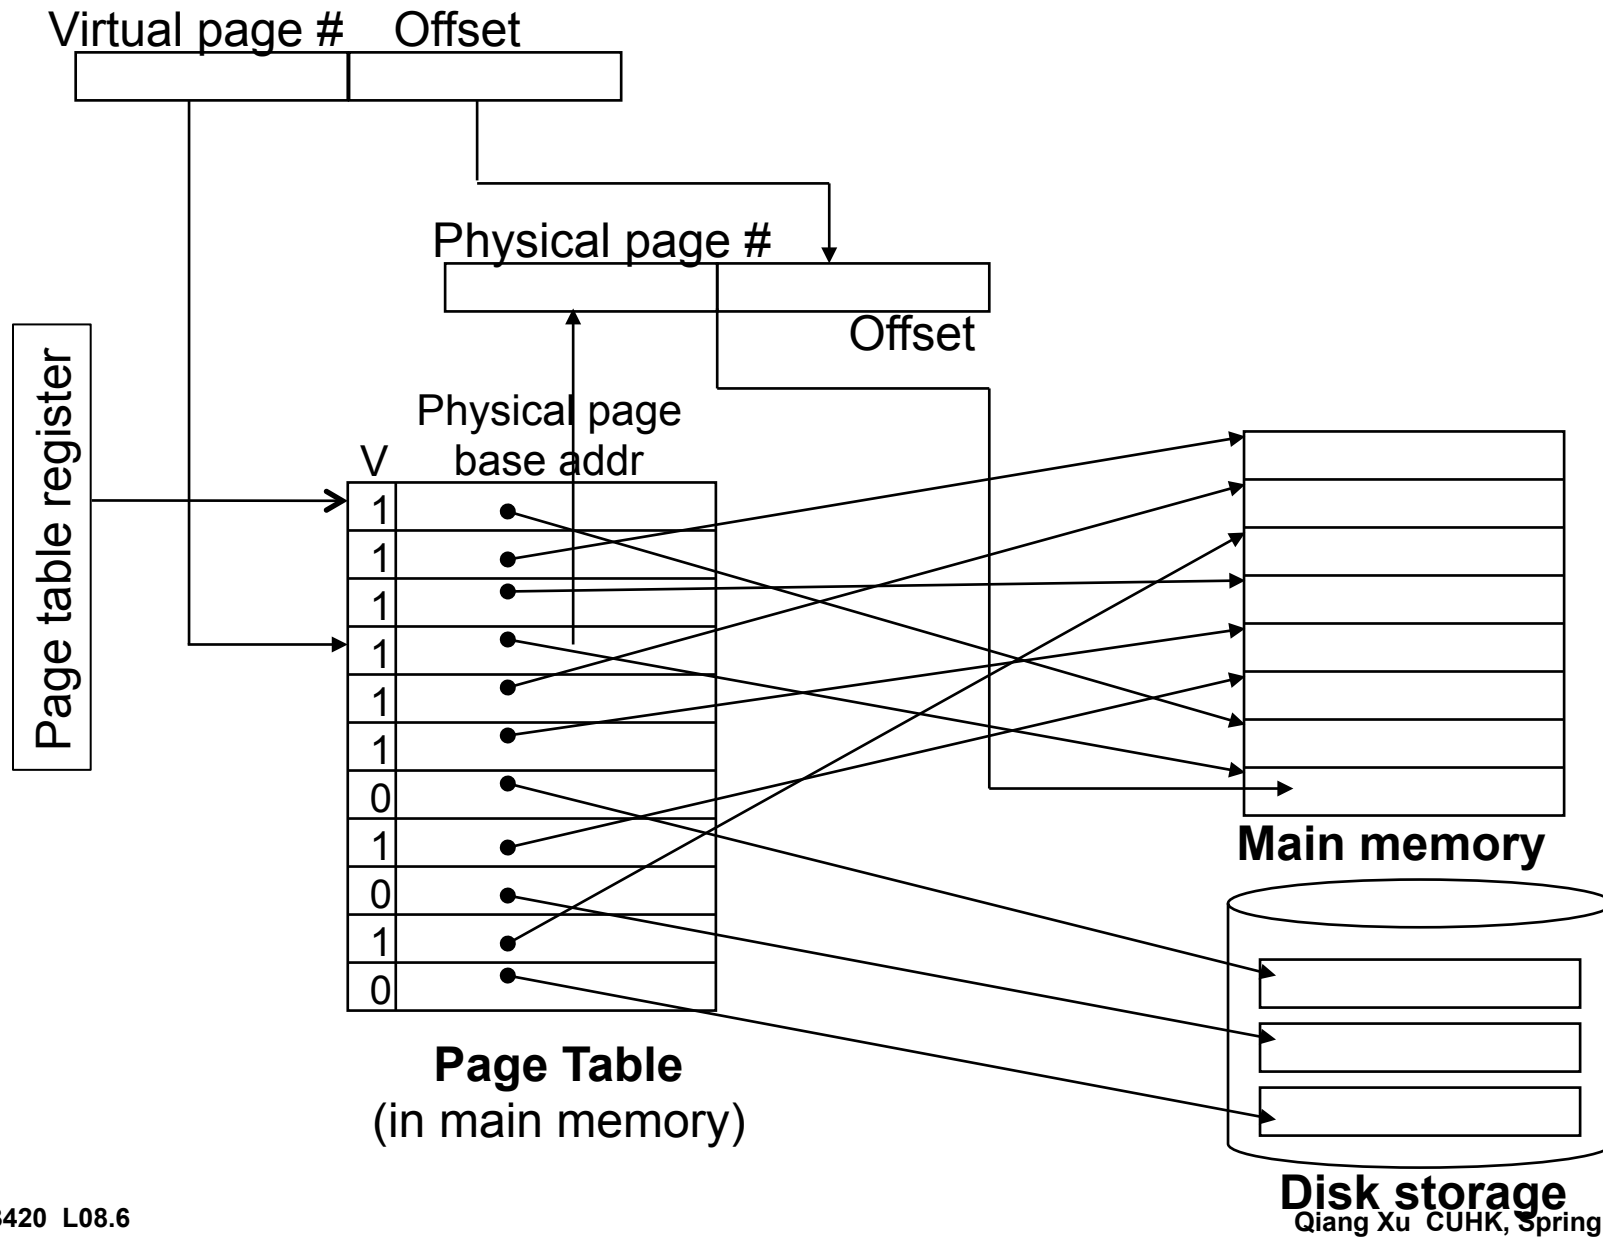 Virtual page # Offset
Physical page #
Offset
Page table register
Physical page
V base addr
1
1
1
1
1
1
0
1
0
1
0
Main memory
Page Table
(in main memory)
Disk storage
420 L08.6
Qiang Xu CUHK, Spring